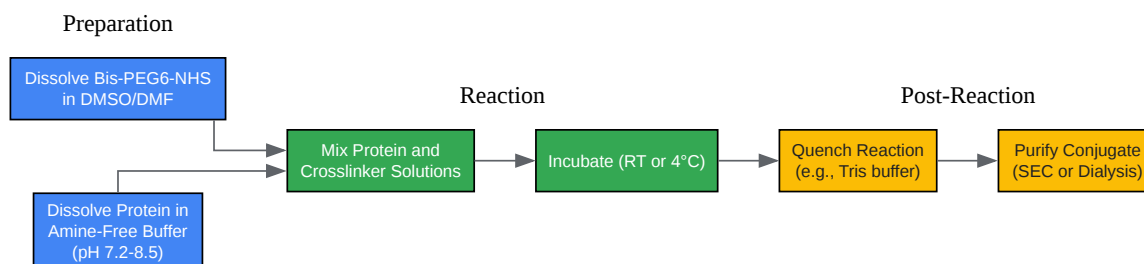 Preparation
Dissolve Bis-PEG6-NHS
in DMSO/DMF
Dissolve Protein in
Amine-Free Buffer
(pH 7.2-8.5)
Reaction
Mix Protein and
Crosslinker Solutions
Incubate (RT or 4°C)
Post-Reaction
Quench Reaction
(e.g., Tris buffer)
Purify Conjugate
(SEC or Dialysis)